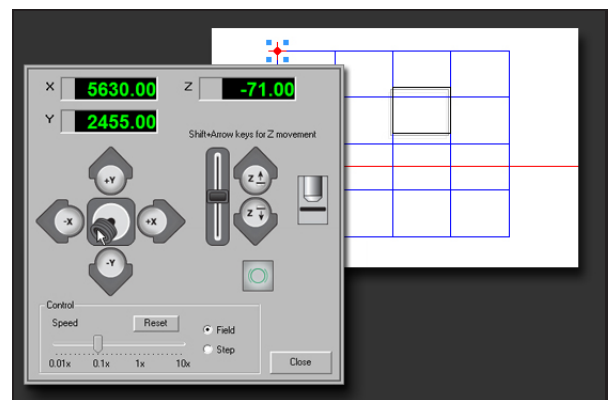 X 5630.00 Z -71.00
Y 2455.00
Shift+Arrow keys for Z movement
+Y Z
-X +X
Z
-Y
Control
Speed Reset
Field
Step
0.01x 0.1x 1x 10x
Close